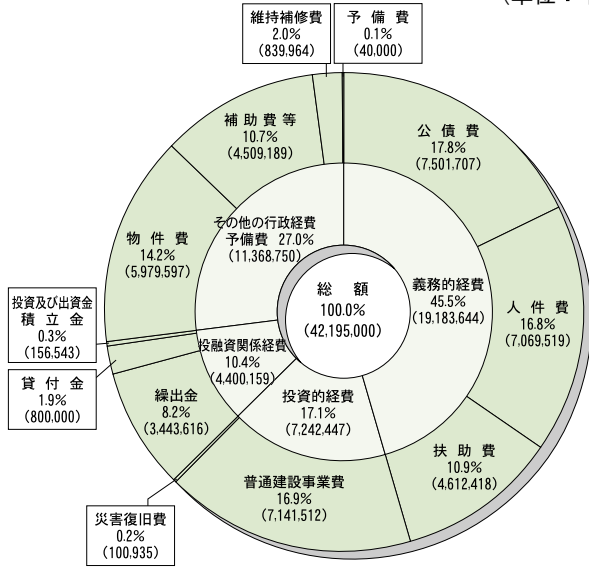 維持補修費
2.0%
(839,964)
予備費
0.1%
(40,000)
補助費等
10.7%
(4,509,189)
公債費
17.8%
(7,501,707)
その他の行政経費
予備費 27.0%
(11,368,750)
物件費
14.2%
(5,979,597)
総額
100.0%
(42,195,000)
義務的経費
45.5%
(19,183,644)
人件費
16.8%
(7,069,519)
投資及び出資金
積立金
0.3%
(156,543)
投融資関係経費
10.4%
(4,400,159)
貸付金
1.9%
(800,000)
繰出金
8.2%
(3,443,616)
投資的経費
17.1%
(7,242,447)
扶助費
10.9%
(4,612,418)
普通建設事業費
16.9%
(7,141,512)
災害復旧費
0.2%
(100,935)